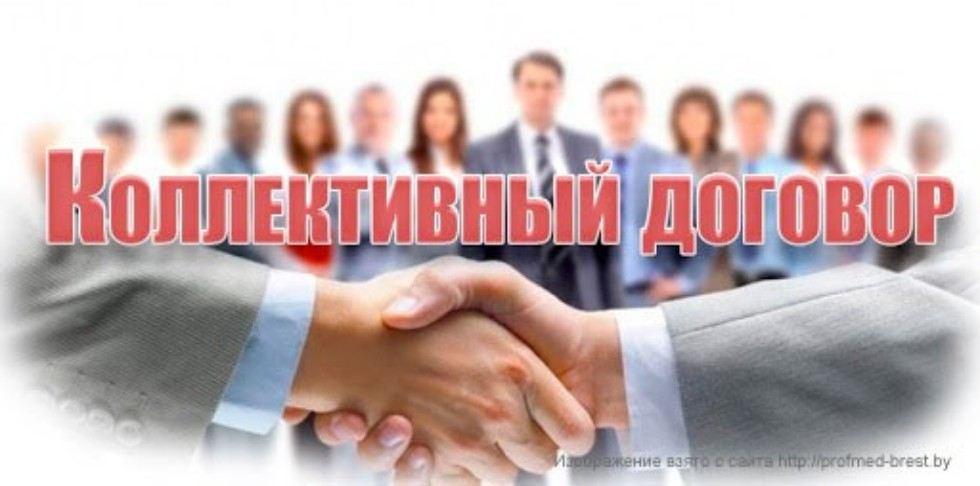 Коллективный договор
Изображение взято с сайта http://profmed-brest.by